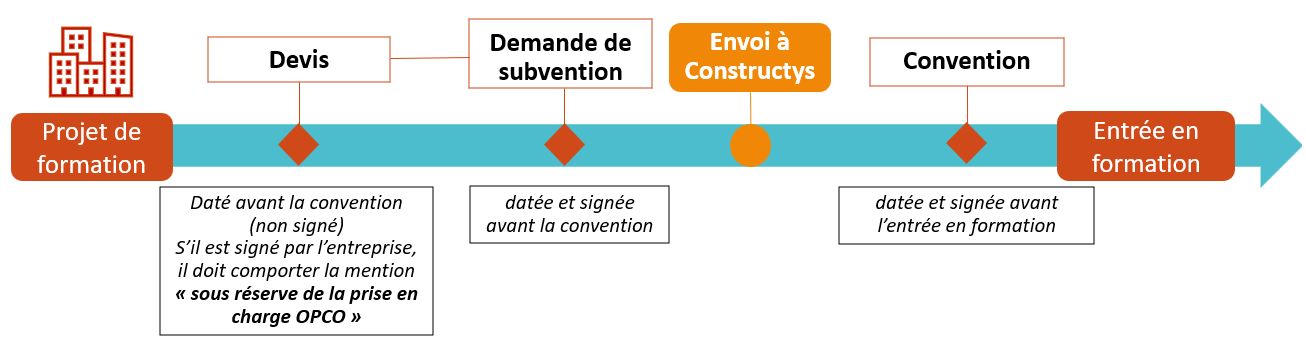 Projet de
formation
Devis
Daté avant la convention
(non signé)
S’il est signé par l’entreprise,
il doit comporter la mention
« sous réserve de la prise en
charge OPCO »
Demande de
subvention
datée et signée
avant la convention
Envoi à
Constructys
Convention
datée et signée avant
l’entrée en formation
Entrée en
formation